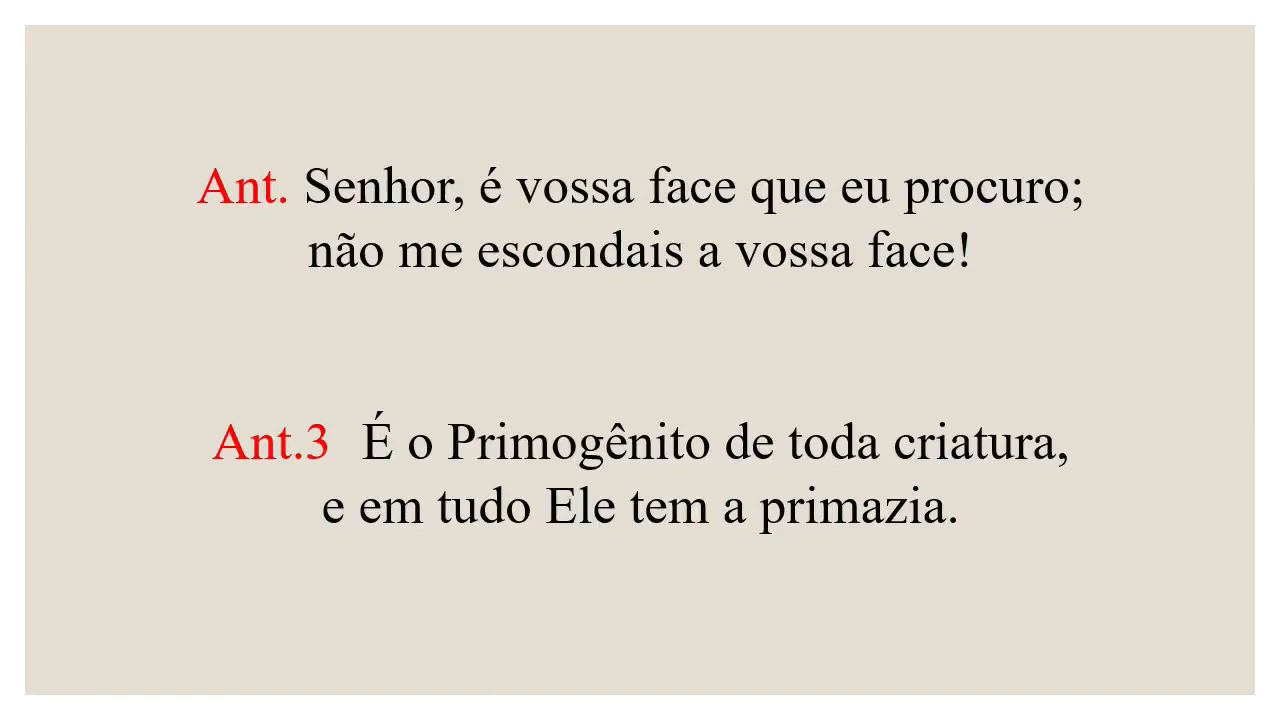 Ant. Senhor, é vossa face que eu procuro;
não me escondais a vossa face!
Ant.3 É o Primogênito de toda criatura,
e em tudo Ele tem a primazia.